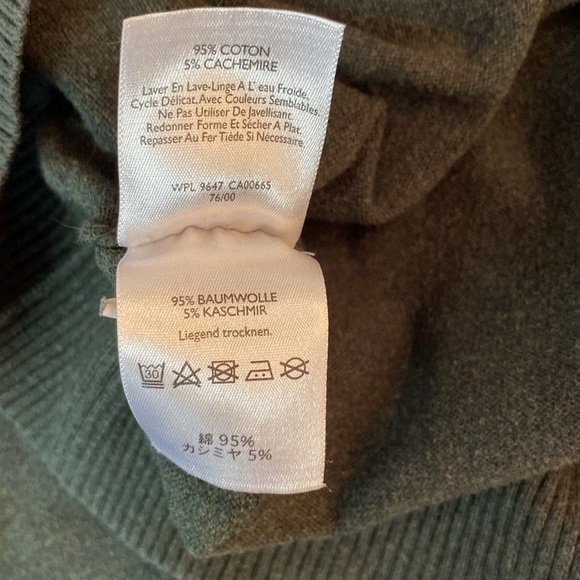 95% COTON
5% CACHEMIRE
Laver En Lave-Linge A L' eau Froide,
Cycle Délicat.Avec Couleurs Semblables.
Ne Pas Utiliser De Javellisant.
Redonner Forme Et Sécher A Plat.
Repasser Au Fer Tiède Si Nécessaire.
WPL 9647 CA00665
76/00
95% BAUMWOLLE
5% KASCHMIR
Liegend trocknen.
30
綿 95%
カシミヤ 5%